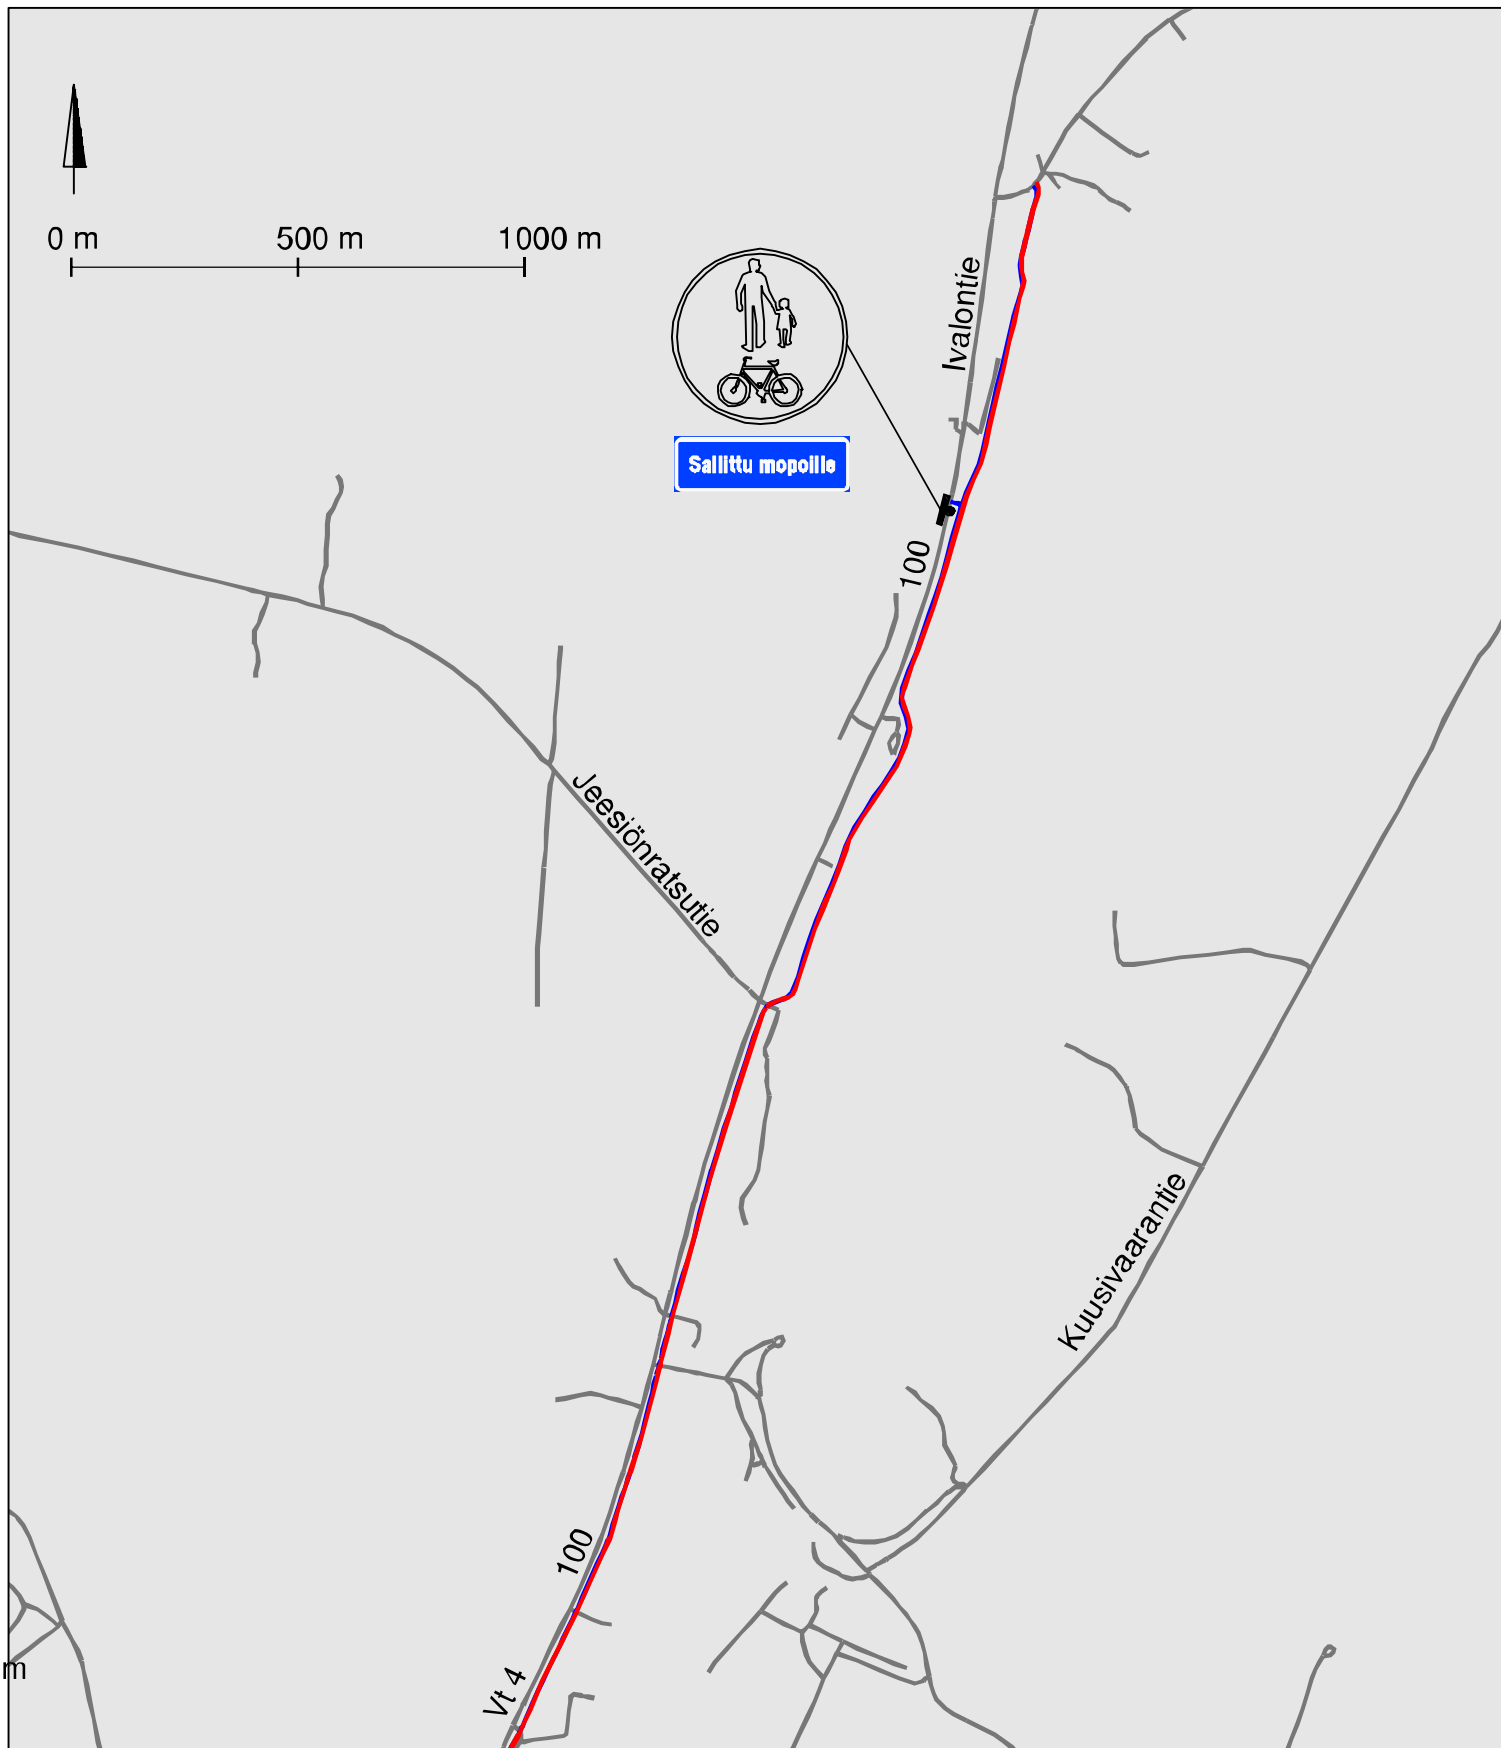 0 m 500 m 1000 m
Ivalontie
Sallittu mopoille
100
Jeesiönratsutie
Kuusivaarantie
100
m
Vt 4